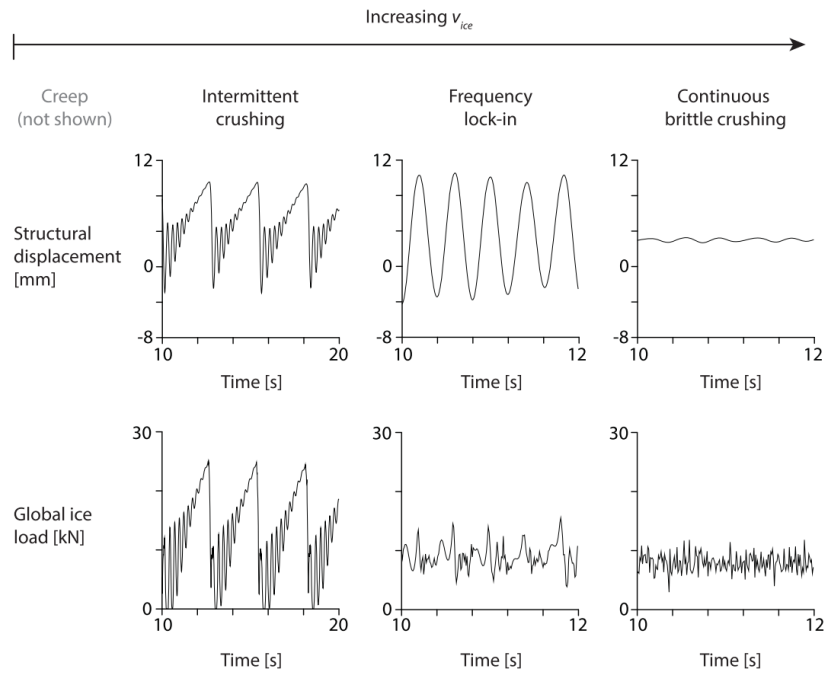 Increasing v_ice
Creep
(not shown)
Intermittent
crushing
Frequency
lock-in
Continuous
brittle crushing
Structural
displacement
[mm]
12
0
-8
10
20
Time [s]
12
0
-8
10
12
Time [s]
12
0
-8
10
12
Time [s]
Global ice
load [kN]
30
0
10
20
Time [s]
30
0
10
12
Time [s]
30
0
10
12
Time [s]